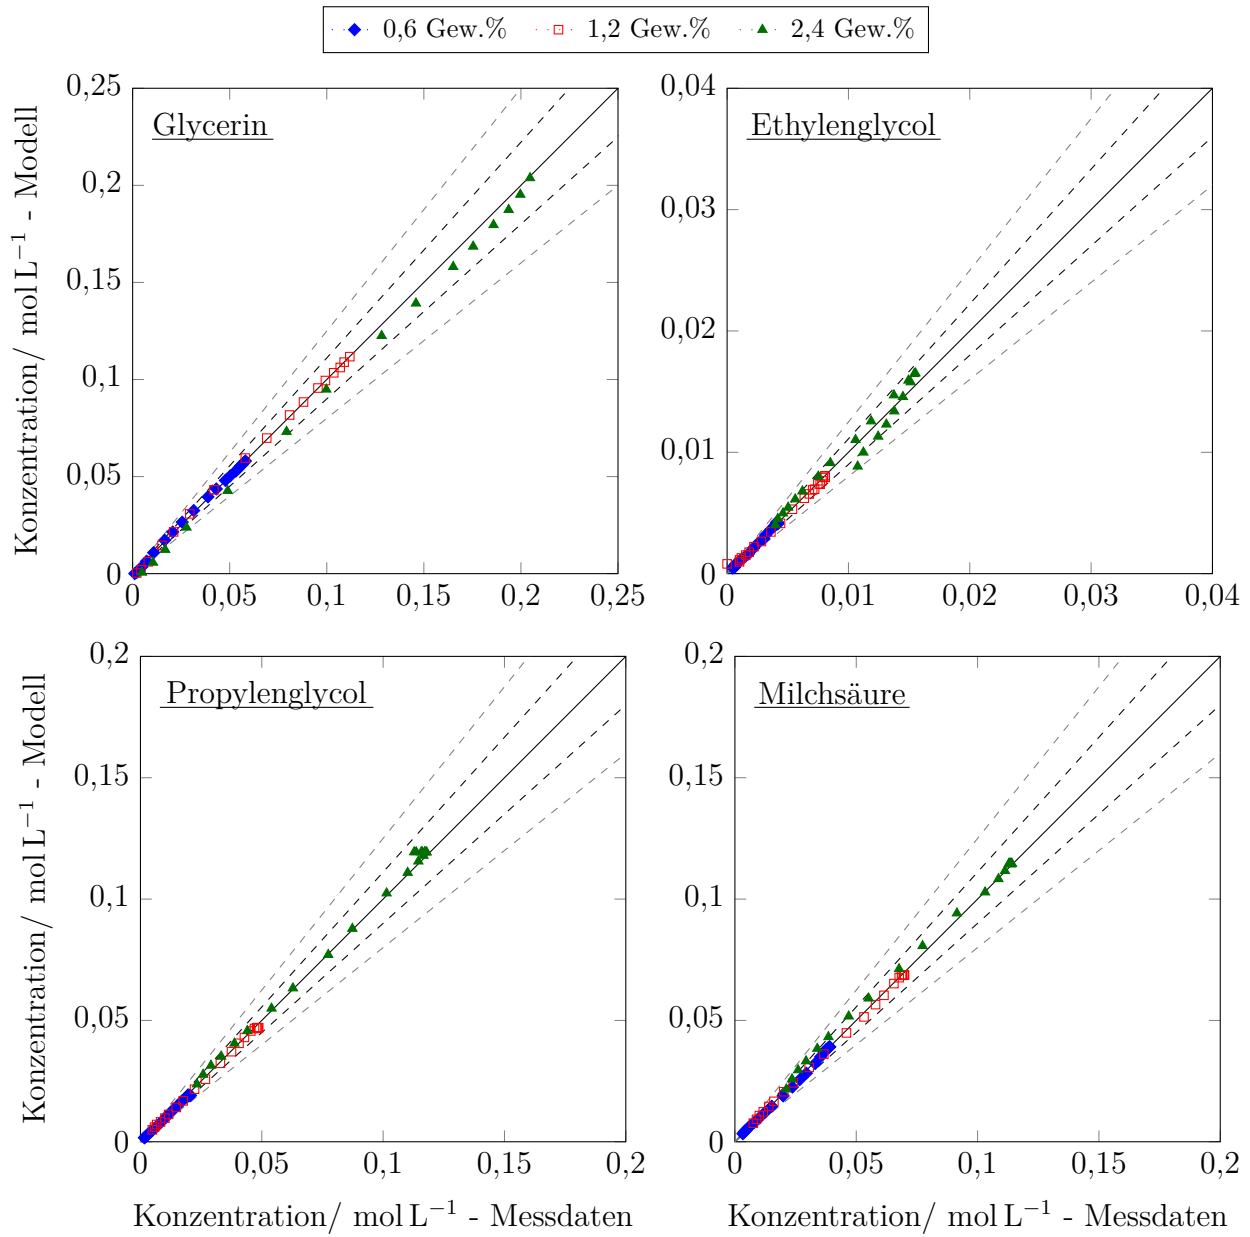 0,6 Gew.% 1,2 Gew.% 2,4 Gew.%
Glycerin
Konzentration/ mol L⁻¹ - Modell
0,25
0,2
0,15
0,1
0,05
0
0 0,05 0,1 0,15 0,2 0,25
Ethylenglycol
0,04
0,03
0,02
0,01
0
0 0,01 0,02 0,03 0,04
Propylenglycol
Konzentration/ mol L⁻¹ - Modell
0,2
0,15
0,1
0,05
0
0 0,05 0,1 0,15 0,2
Konzentration/ mol L⁻¹ - Messdaten
Milchsäure
0,2
0,15
0,1
0,05
0
0 0,05 0,1 0,15 0,2
Konzentration/ mol L⁻¹ - Messdaten